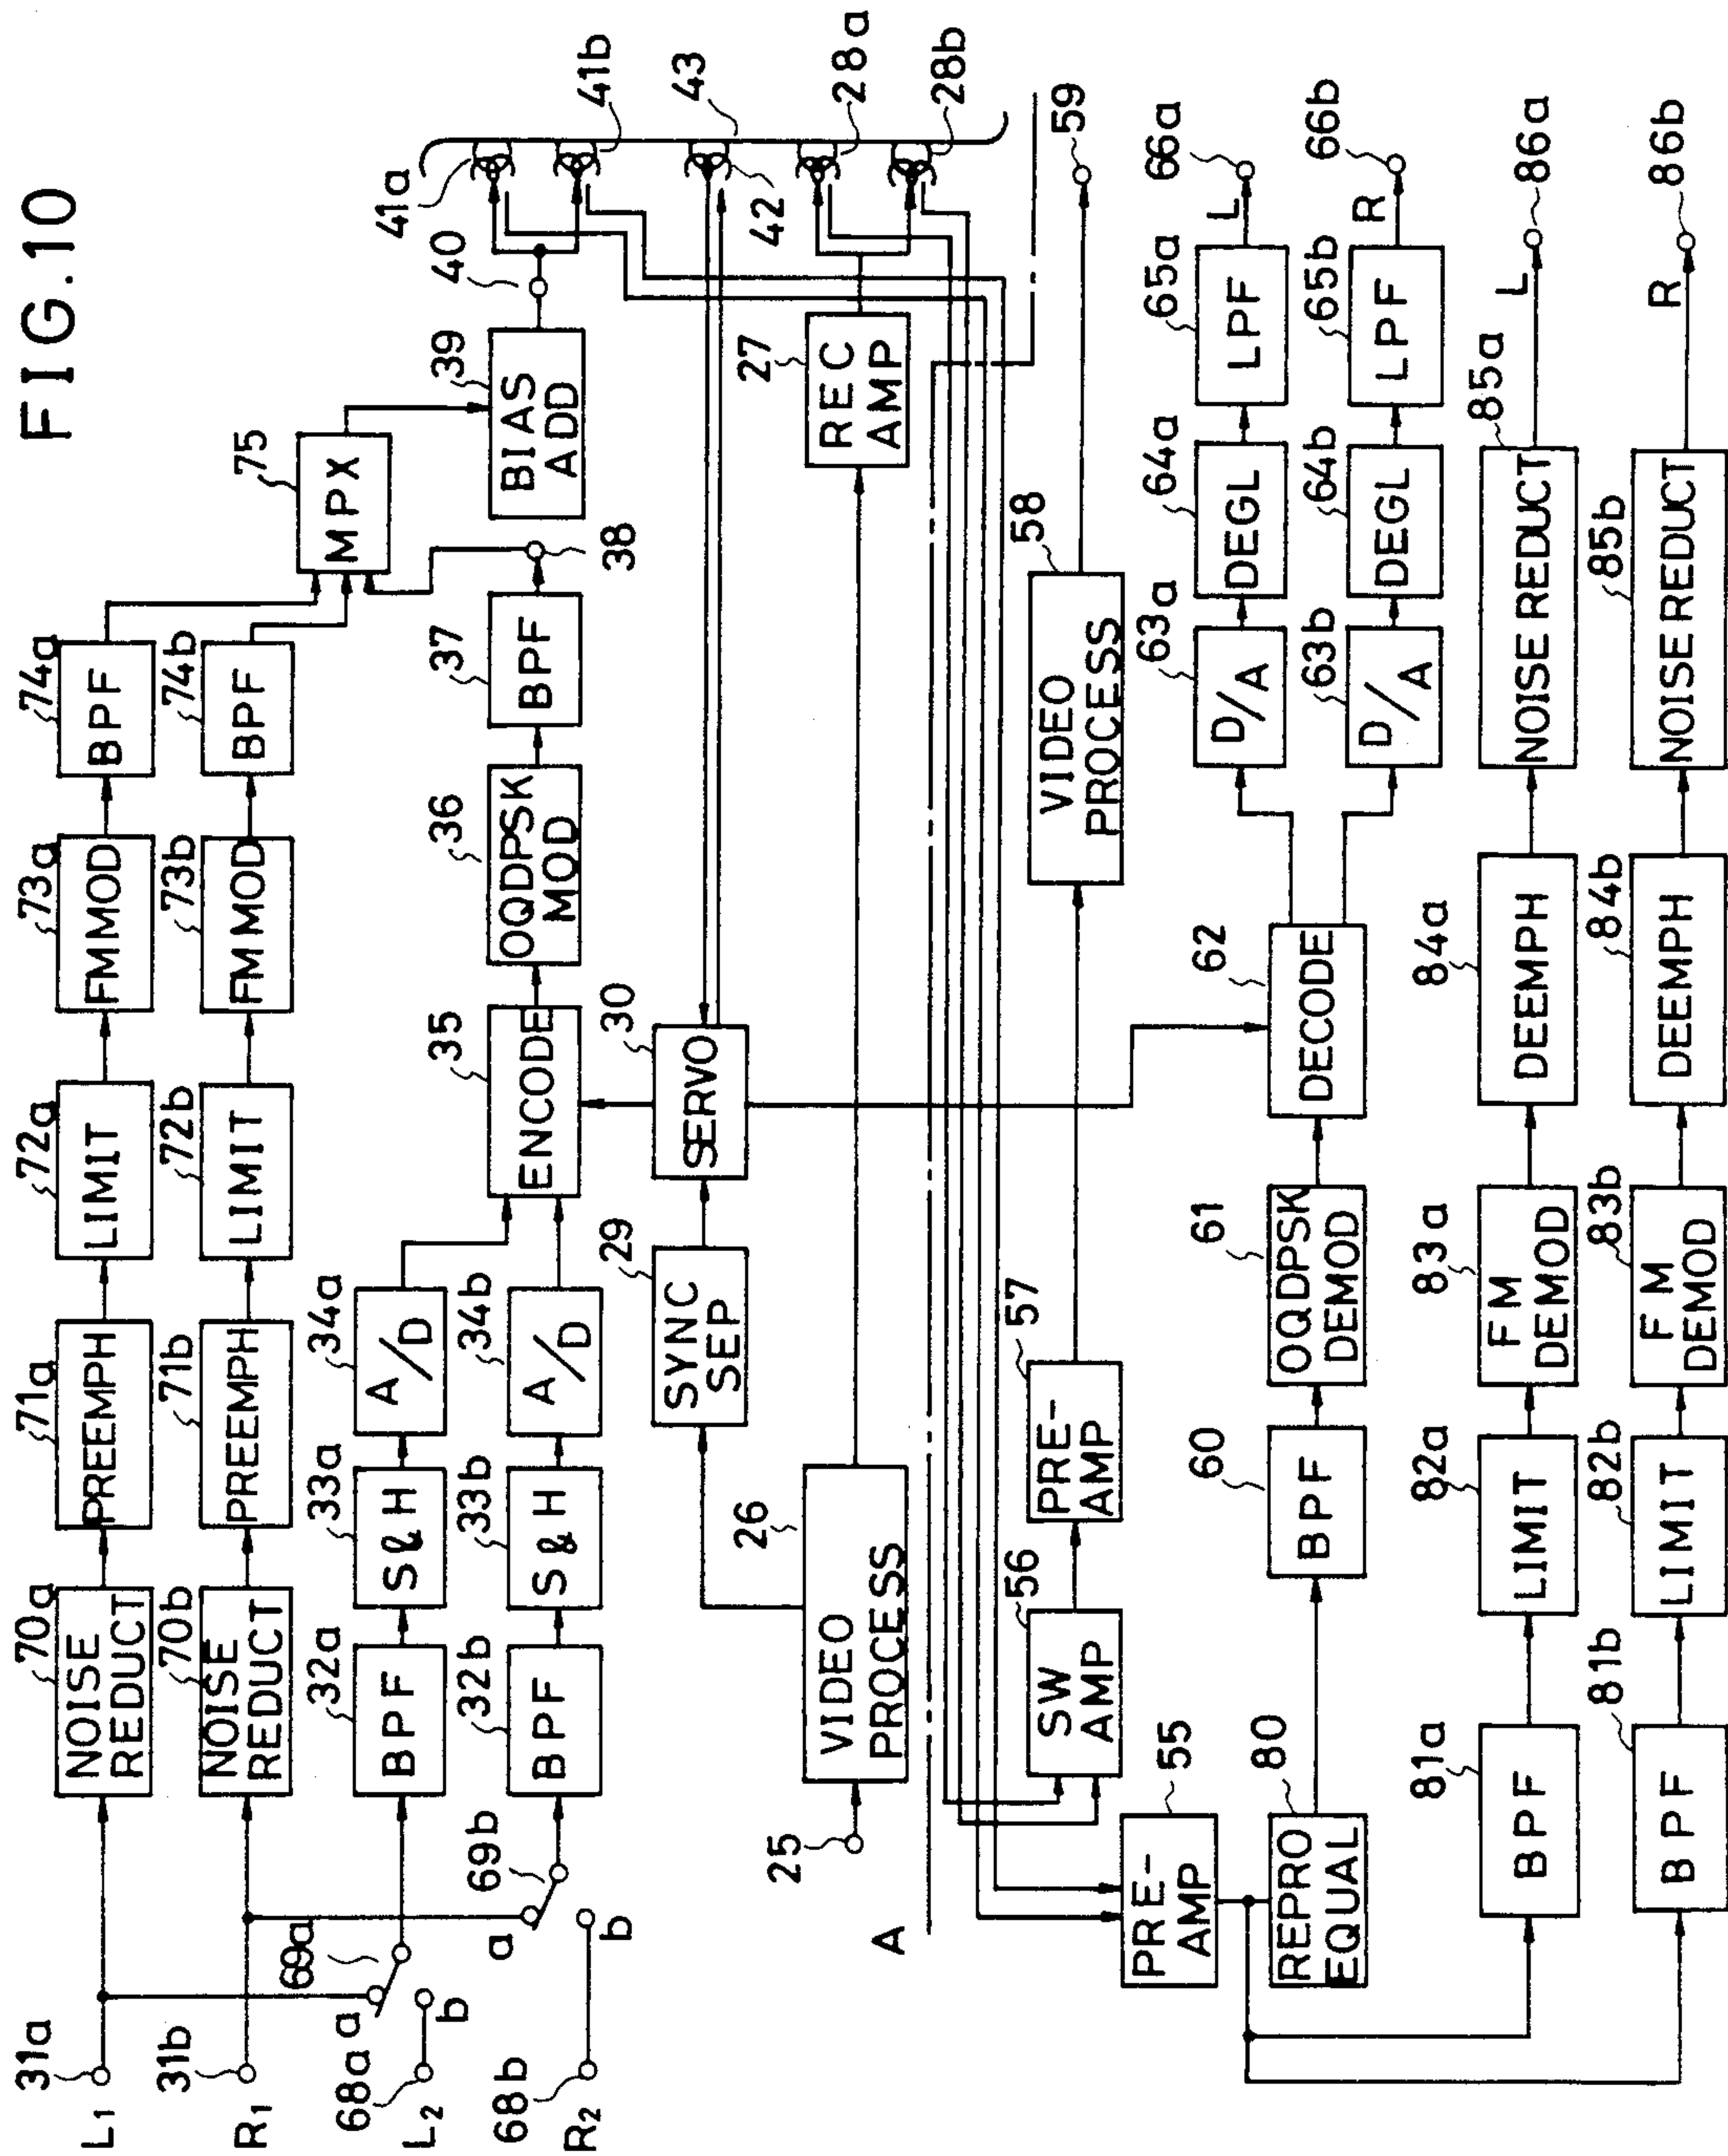 FIG.10
L1
31a
70a
NOISE
REDUCT
71a
PREEMPH
72a
LIMIT
73a
FMMOD
74a
BPF
75
MPX
R1
31b
70b
NOISE
REDUCT
71b
PREEMPH
72b
LIMIT
73b
FMMOD
74b
BPF
68a
L2
a
b
69a
32a
BPF
33a
S&H
34a
A/D
35
ENCODE
36
OQDPSK
MOD
37
BPF
38
39
BIAS
ADD
40
41a
41b
68b
R2
a
b
69b
32b
BPF
33b
S&H
34b
A/D
29
SYNC
SEP
30
SERVO
42
43
25
26
VIDEO
PROCESS
27
REC
AMP
28a
28b
A
56
SW
AMP
57
PRE-
AMP
58
VIDEO
PROCESS
59
55
PRE-
AMP
80
REPRO
EQUAL
60
BPF
61
OQDPSK
DEMOD
62
DECODE
63a
D/A
64a
DEGL
65a
LPF
L
66a
63b
D/A
64b
DEGL
65b
LPF
R
66b
81a
BPF
82a
LIMIT
83a
FM
DEMOD
84a
DEEMPH
85a
NOISE REDUCT
L
86a
81b
BPF
82b
LIMIT
83b
FM
DEMOD
84b
DEEMPH
85b
NOISE REDUCT
R
86b